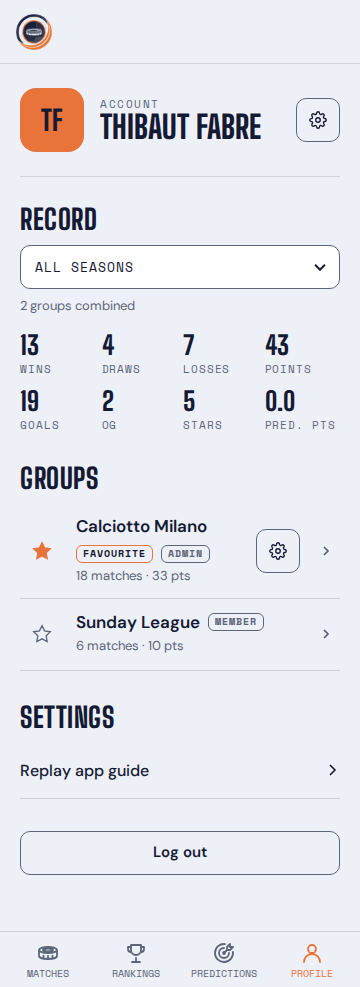 TF
ACCOUNT
THIBAUT FABRE
RECORD
ALL SEASONS
2 groups combined
13 4 7 43
WINS DRAWS LOSSES POINTS
19 2 5 0.0
GOALS OG STARS PRED. PTS
GROUPS
Calciotto Milano
FAVOURITE ADMIN
18 matches · 33 pts
Sunday League MEMBER
6 matches · 10 pts
SETTINGS
Replay app guide
Log out
MATCHES RANKINGS PREDICTIONS PROFILE